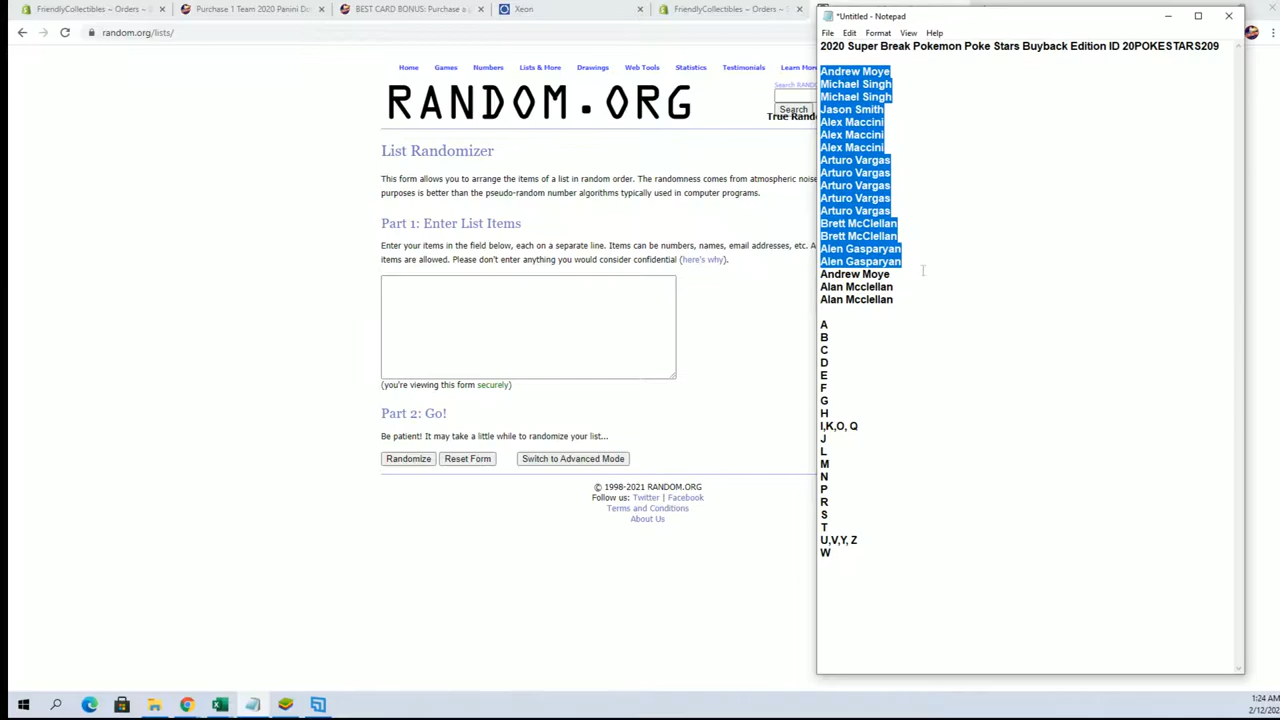 FriendlyCollectibles ~ Orders ~
Purchase 1 Team 2020 Panini Do
BEST CARD BONUS: Purchase a
Xeon
FriendlyCollectibles ~ Orders ~
random.org/lists/
Home Games Numbers Lists & More Drawings Web Tools Statistics Testimonials Learn More
RANDOM.ORG
Search
True Rand
List Randomizer
This form allows you to arrange the items of a list in random order. The randomness comes from atmospheric noise
purposes is better than the pseudo-random number algorithms typically used in computer programs.
Part 1: Enter List Items
Enter your items in the field below, each on a separate line. Items can be numbers, names, email addresses, etc. A
items are allowed. Please don't enter anything you would consider confidential (here's why).
(you're viewing this form securely)
Part 2: Go!
Be patient! It may take a little while to randomize your list...
Randomize Reset Form Switch to Advanced Mode
© 1998-2021 RANDOM.ORG
Follow us: Twitter | Facebook
Terms and Conditions
About Us
*Untitled - Notepad
File Edit Format View Help
2020 Super Break Pokemon Poke Stars Buyback Edition ID 20POKESTARS209
Andrew Moye
Michael Singh
Michael Singh
Jason Smith
Alex Maccini
Alex Maccini
Alex Maccini
Arturo Vargas
Arturo Vargas
Arturo Vargas
Arturo Vargas
Arturo Vargas
Brett McClellan
Brett McClellan
Alen Gasparyan
Alen Gasparyan
Andrew Moye
Alan Mcclellan
Alan Mcclellan
A
B
C
D
E
F
G
H
I,K,O, Q
J
L
M
N
P
R
S
T
U,V,Y, Z
W
1:24 AM
2/12/202